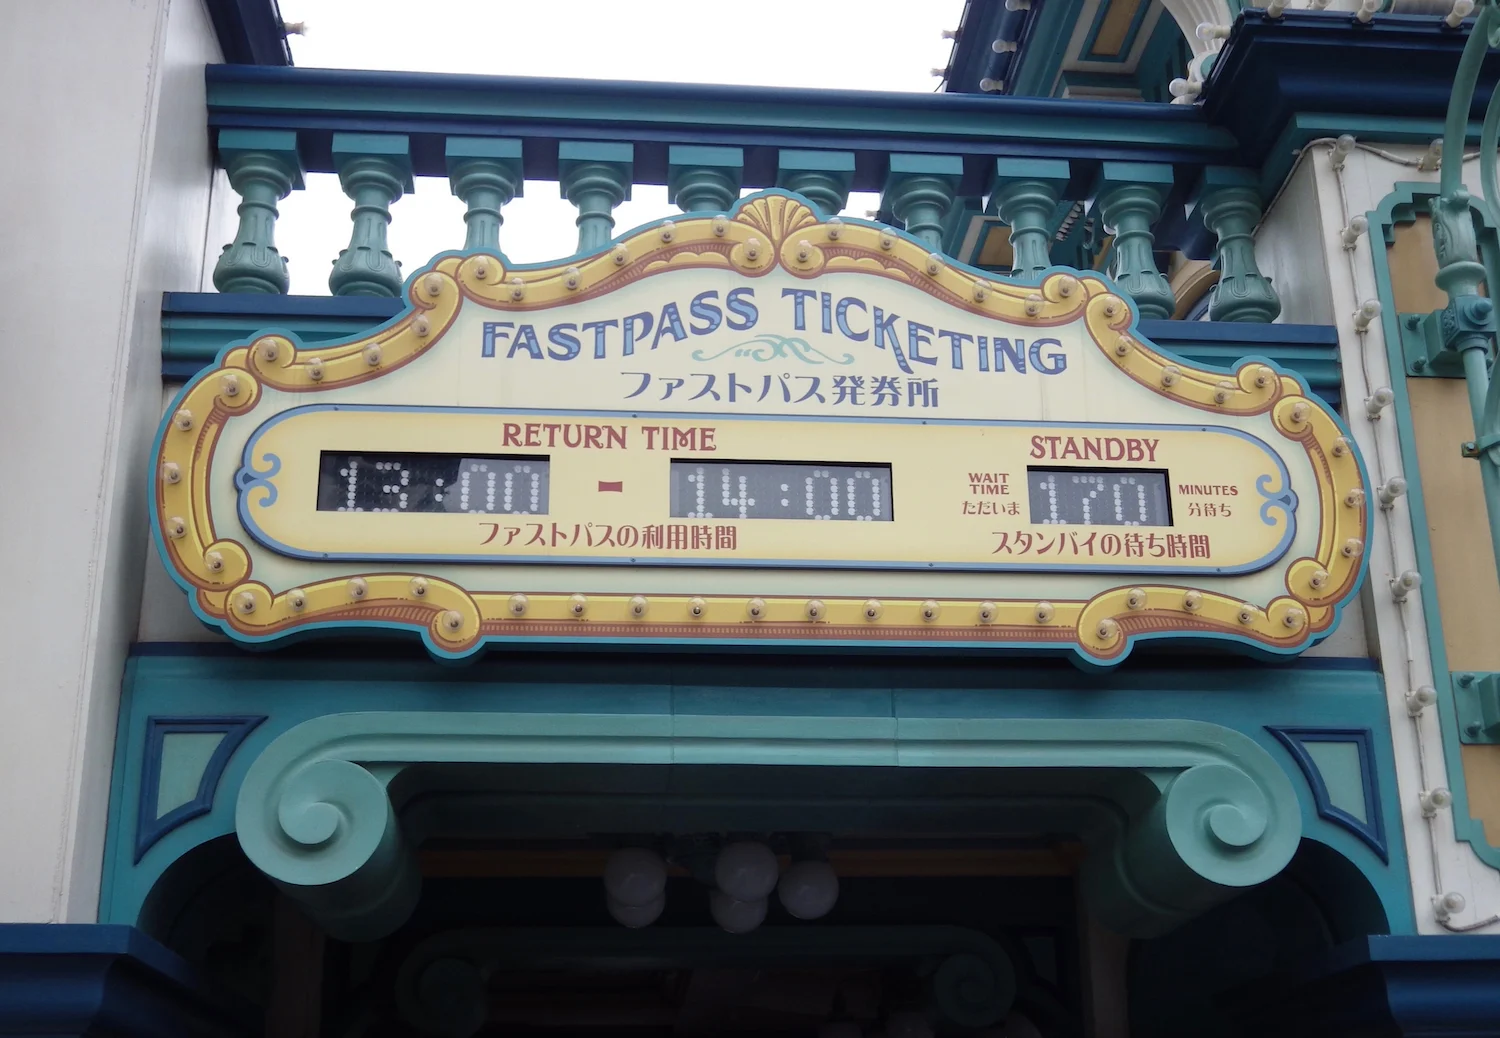 FASTPASS TICKETING
ファストパス発券所
RETURN TIME
13:00 - 14:00
ファストパスの利用時間
STANDBY
WAIT TIME
ただいま
170
MINUTES
分待ち
スタンバイの待ち時間